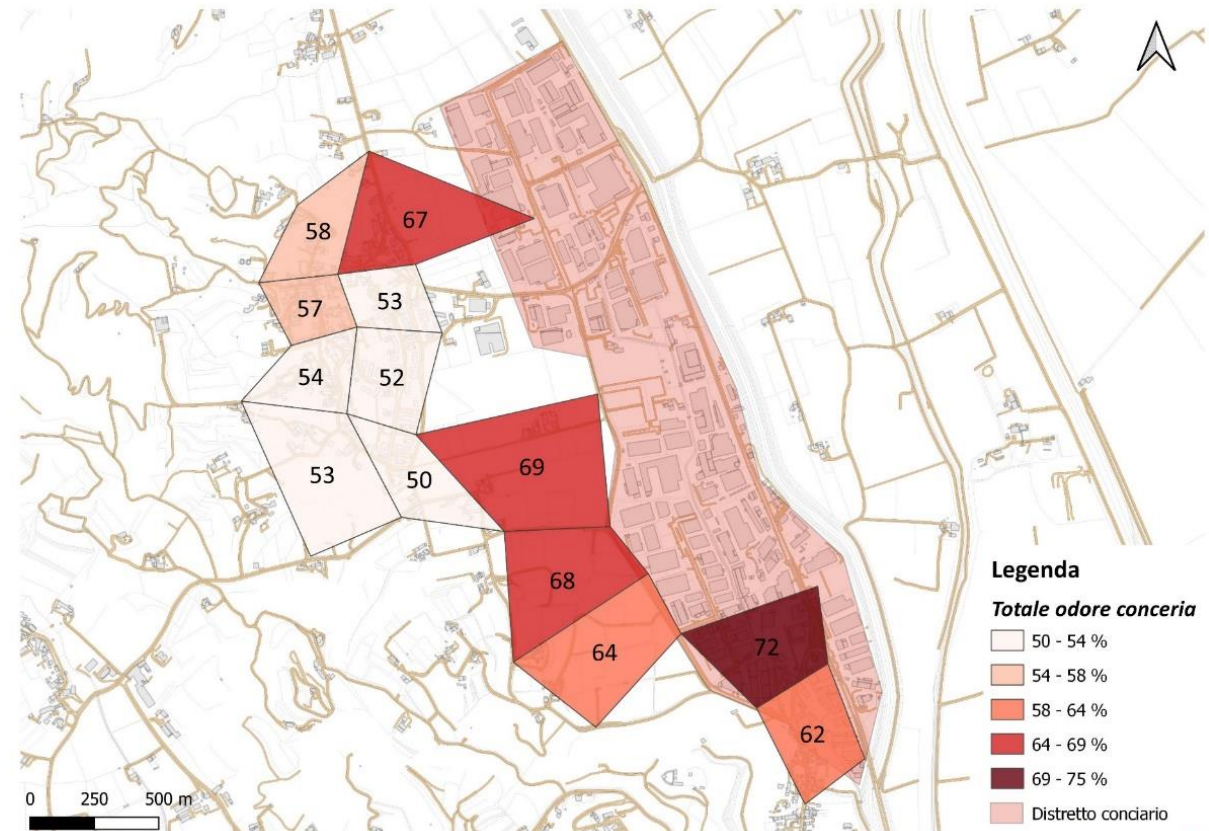 58
67
57
53
54
52
53
50
69
68
64
72
62
Legenda
Totale odore conceria
50 - 54 %
54 - 58 %
58 - 64 %
64 - 69 %
69 - 75 %
Distretto conciario
0 250 500 m